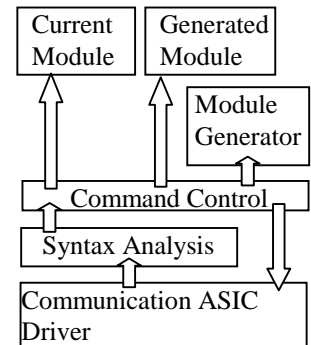 Current
Module
Generated
Module
Module
Generator
Command Control
Syntax Analysis
Communication ASIC
Driver